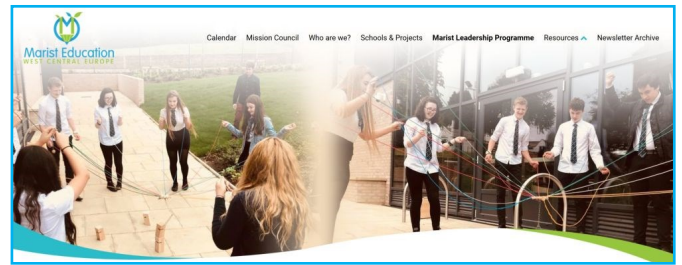 Marist Education
WEST CENTRAL EUROPE
Calendar Mission Council Who are we? Schools & Projects Marist Leadership Programme Resources Newsletter Archive